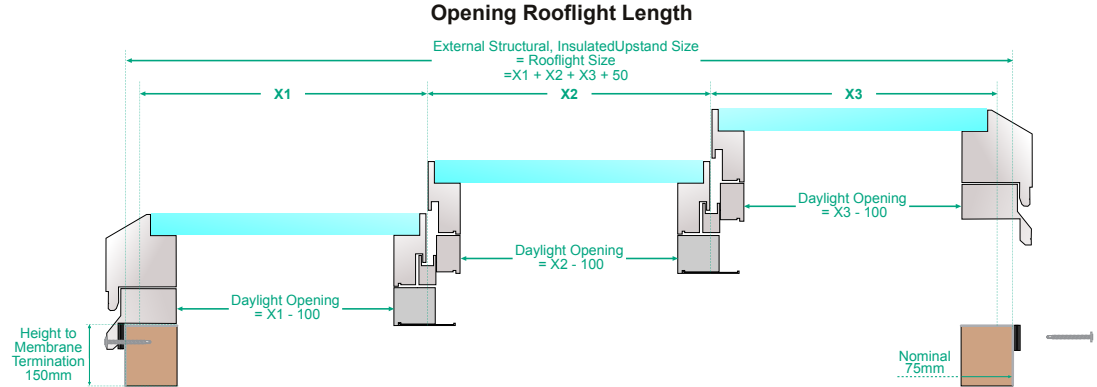 Opening Rooflight Length
External Structural, InsulatedUpstand Size
= Rooflight Size
=X1 + X2 + X3 + 50
X1
X2
X3
Daylight Opening
= X3 - 100
Daylight Opening
= X2 - 100
Daylight Opening
= X1 - 100
Height to
Membrane
Termination
150mm
Nominal
75mm